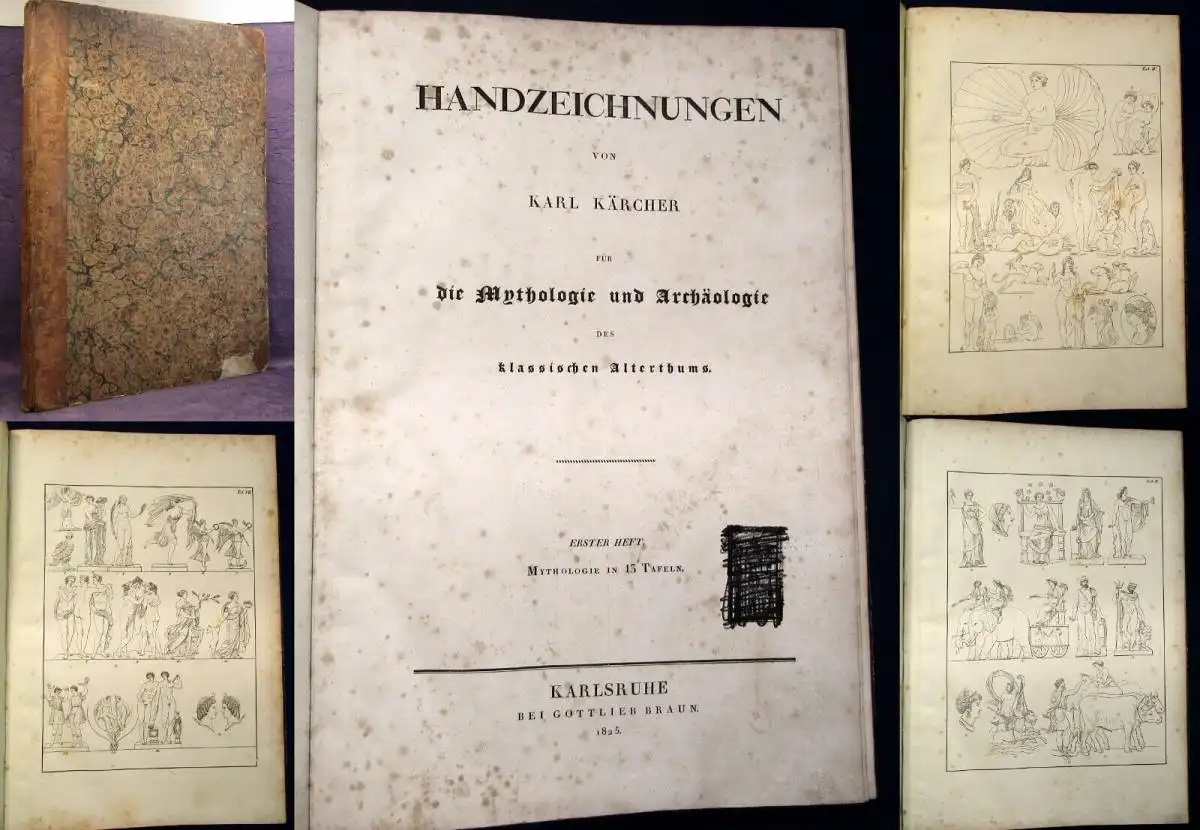 HANDZEICHNUNGEN
VON
KARL KÄRCHER
FÜR
die Mythologie und Archäologie
DES
klassischen Alterthums.
ERSTER HEFT.
MYTHOLOGIE IN 15 TAFELN.
KARLSRUHE
BEI GOTTLIEB BRAUN.
1825.